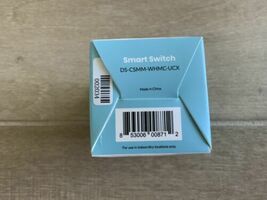 Smart Switch
DS-CSMM-WHMC-UCX
Made in China
002014
8 53006 00871 2
For use in indoor/dry locations only.